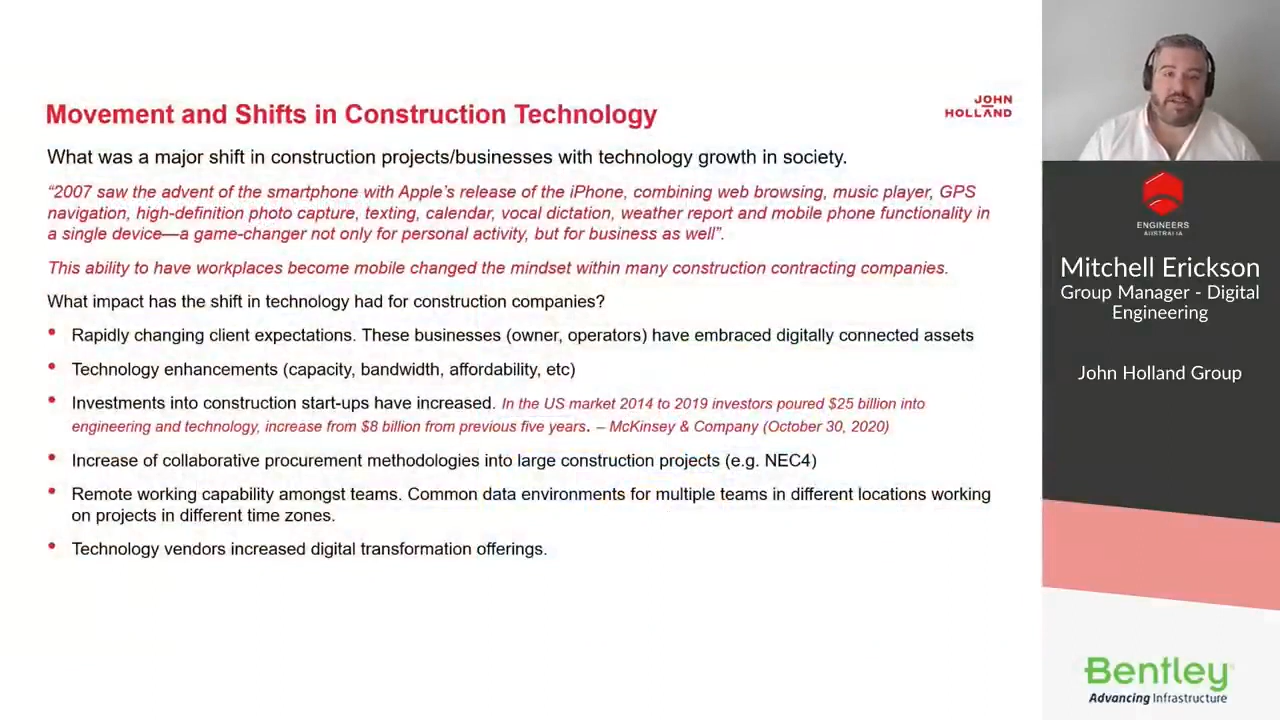 Movement and Shifts in Construction Technology
JOHN
HOLLAND
What was a major shift in construction projects/businesses with technology growth in society.
“2007 saw the advent of the smartphone with Apple’s release of the iPhone, combining web browsing, music player, GPS
navigation, high-definition photo capture, texting, calendar, vocal dictation, weather report and mobile phone functionality in
a single device—a game-changer not only for personal activity, but for business as well”.
This ability to have workplaces become mobile changed the mindset within many construction contracting companies.
What impact has the shift in technology had for construction companies?
• Rapidly changing client expectations. These businesses (owner, operators) have embraced digitally connected assets
• Technology enhancements (capacity, bandwidth, affordability, etc)
• Investments into construction start-ups have increased. In the US market 2014 to 2019 investors poured $25 billion into
engineering and technology, increase from $8 billion from previous five years. – McKinsey & Company (October 30, 2020)
• Increase of collaborative procurement methodologies into large construction projects (e.g. NEC4)
• Remote working capability amongst teams. Common data environments for multiple teams in different locations working
on projects in different time zones.
• Technology vendors increased digital transformation offerings.
ENGINEERS
AUSTRALIA
Mitchell Erickson
Group Manager - Digital
Engineering
John Holland Group
Bentley
Advancing Infrastructure